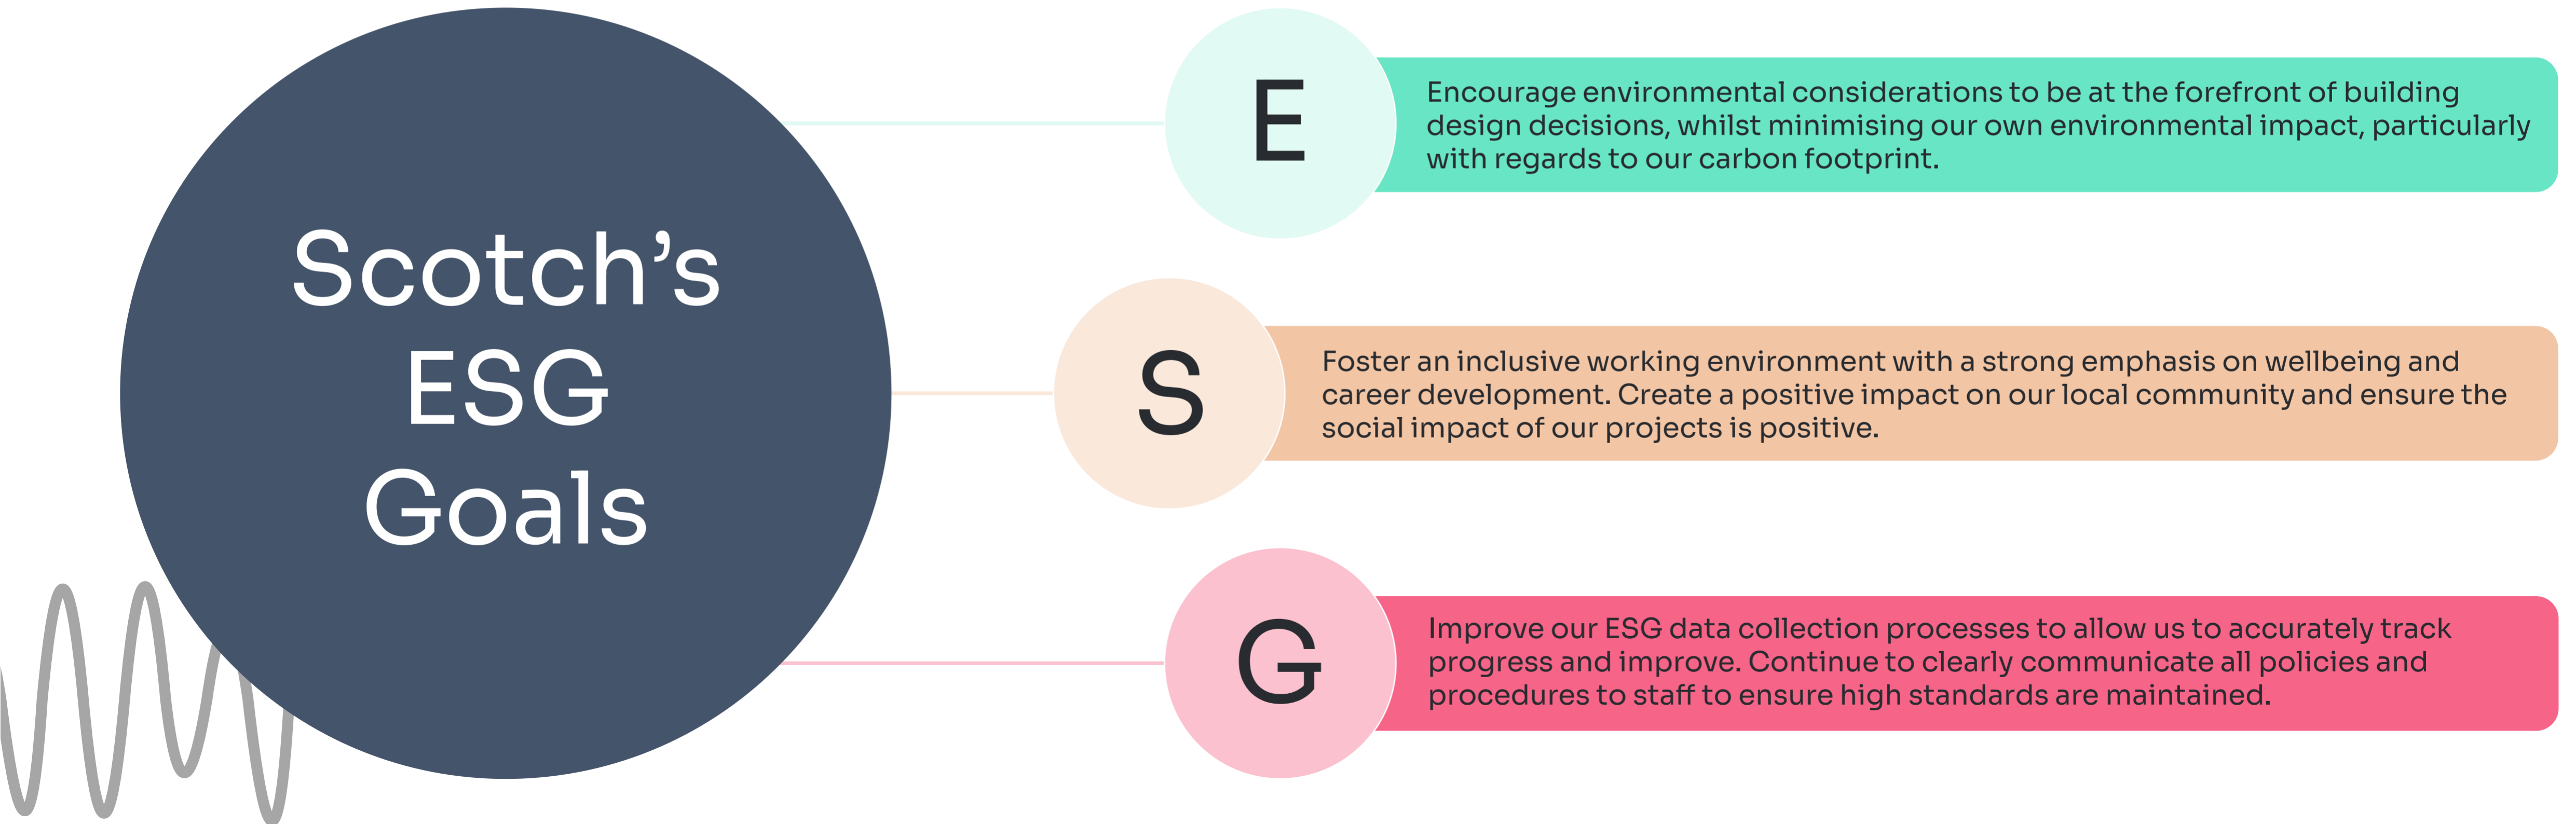 Scotch’s
ESG
Goals
E
Encourage environmental considerations to be at the forefront of building
design decisions, whilst minimising our own environmental impact, particularly
with regards to our carbon footprint.
S
Foster an inclusive working environment with a strong emphasis on wellbeing and
career development. Create a positive impact on our local community and ensure the
social impact of our projects is positive.
G
Improve our ESG data collection processes to allow us to accurately track
progress and improve. Continue to clearly communicate all policies and
procedures to staff to ensure high standards are maintained.